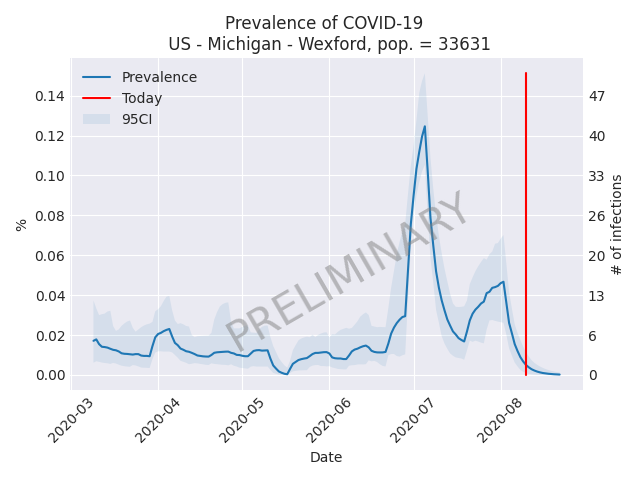 Prevalence of COVID-19
US - Michigan - Wexford, pop. = 33631
Prevalence
Today
95CI
0.14
0.12
0.10
0.08
0.06
0.04
0.02
0.00
%
47
40
33
26
20
13
6
0
# of infections
PRELIMINARY
2020-03
2020-04
2020-05
2020-06
2020-07
2020-08
Date